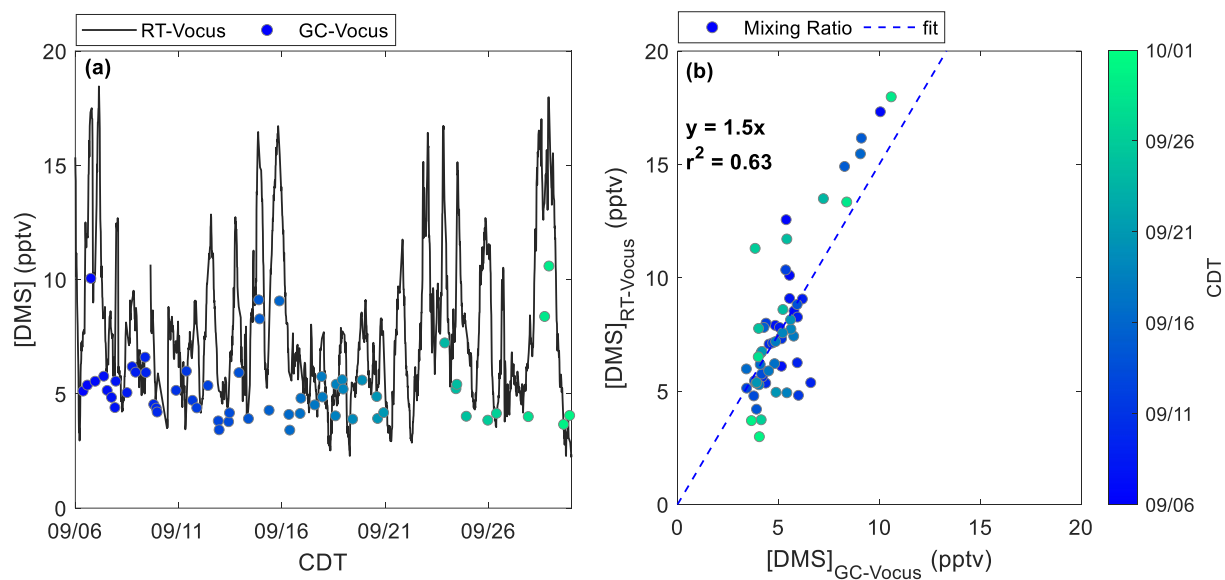 RT-Vocus GC-Vocus
(a)
20
15
10
5
0
[DMS] (pptv)
09/06 09/11 09/16 09/21 09/26
CDT
Mixing Ratio fit
(b)
y = 1.5x
r² = 0.63
20
15
10
5
0
[DMS]RT-Vocus (pptv)
0 5 10 15 20
[DMS]GC-Vocus (pptv)
10/01
09/26
09/21
09/16
09/11
09/06
CDT